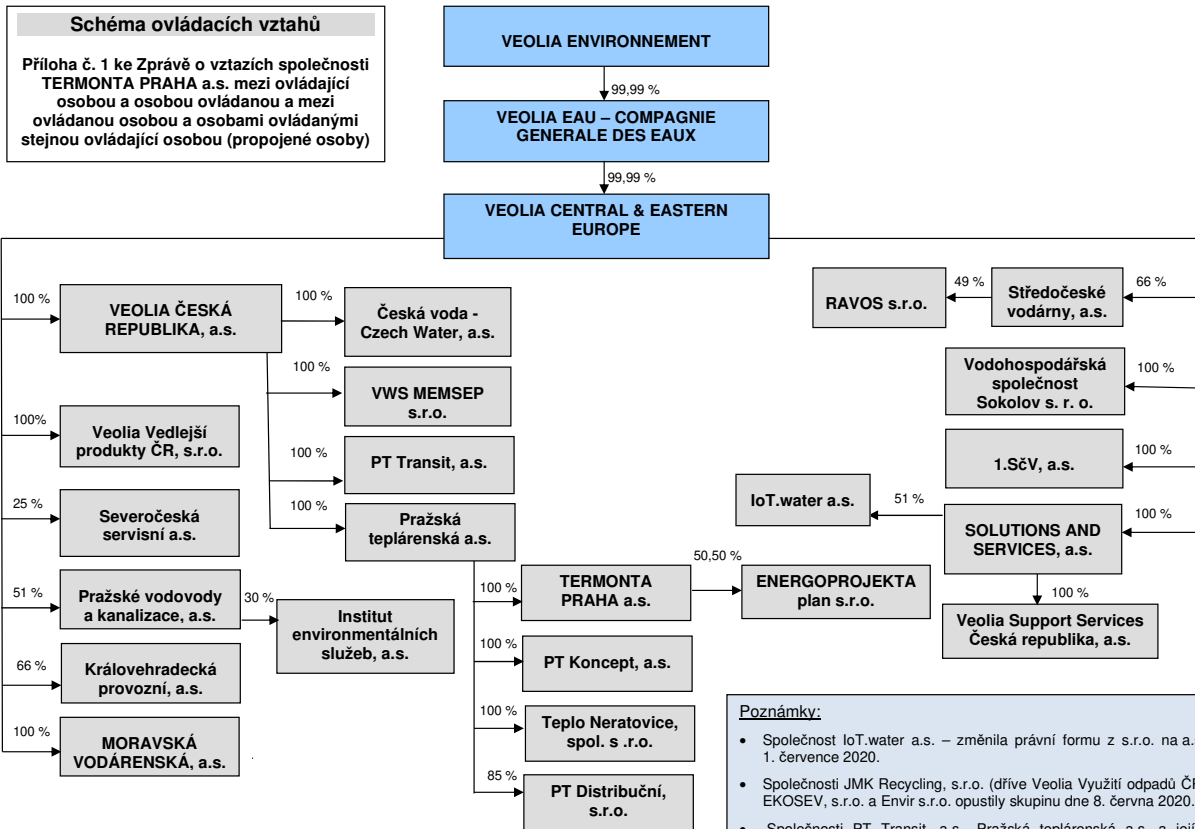 Schéma ovládacích vztahů
Příloha č. 1 ke Zprávě o vztazích společnosti
TERMONTA PRAHA a.s. mezi ovládající
osobou a osobou ovládanou a mezi
ovládanou osobou a osobami ovládanými
stejnou ovládající osobou (propojené osoby)
VEOLIA ENVIRONNEMENT
99,99 %
VEOLIA EAU – COMPAGNIE
GENERALE DES EAUX
99,99 %
VEOLIA CENTRAL & EASTERN
EUROPE
100 %
VEOLIA ČESKÁ
REPUBLIKA, a.s.
100 %
Česká voda -
Czech Water, a.s.
100 %
VWS MEMSEP
s.r.o.
100 %
PT Transit, a.s.
100 %
Pražská
teplárenská a.s.
100%
Veolia Vedlejší
produkty ČR, s.r.o.
25 %
Severočeská
servisní a.s.
51 %
Pražské vodovody
a kanalizace, a.s.
30 %
Institut
environmentálních
služeb, a.s.
66 %
Královehradecká
provozní, a.s.
100 %
MORAVSKÁ
VODÁRENSKÁ, a.s.
100 %
TERMONTA
PRAHA a.s.
50,50 %
ENERGOPROJEKTA
plan s.r.o.
100 %
PT Koncept, a.s.
100 %
Teplo Neratovice,
spol. s .r.o.
85 %
PT Distribuční,
s.r.o.
RAVOS s.r.o.
49 %
Středočeské
vodárny, a.s.
66 %
Vodohospodářská
společnost
Sokolov s. r. o.
100 %
1.SčV, a.s.
100 %
IoT.water a.s.
51 %
SOLUTIONS AND
SERVICES, a.s.
100 %
100 %
Veolia Support Services
Česká republika, a.s.
Poznámky:
• Společnost IoT.water a.s. – změnila právní formu z s.r.o. na a.s
1. července 2020.
• Společnosti JMK Recycling, s.r.o. (dříve Veolia Využití odpadů ČR
EKOSEV, s.r.o. a Envir s.r.o. opustily skupinu dne 8. června 2020.
• Společnosti PT Transit, a.s., Pražská teplárenská a.s. a její